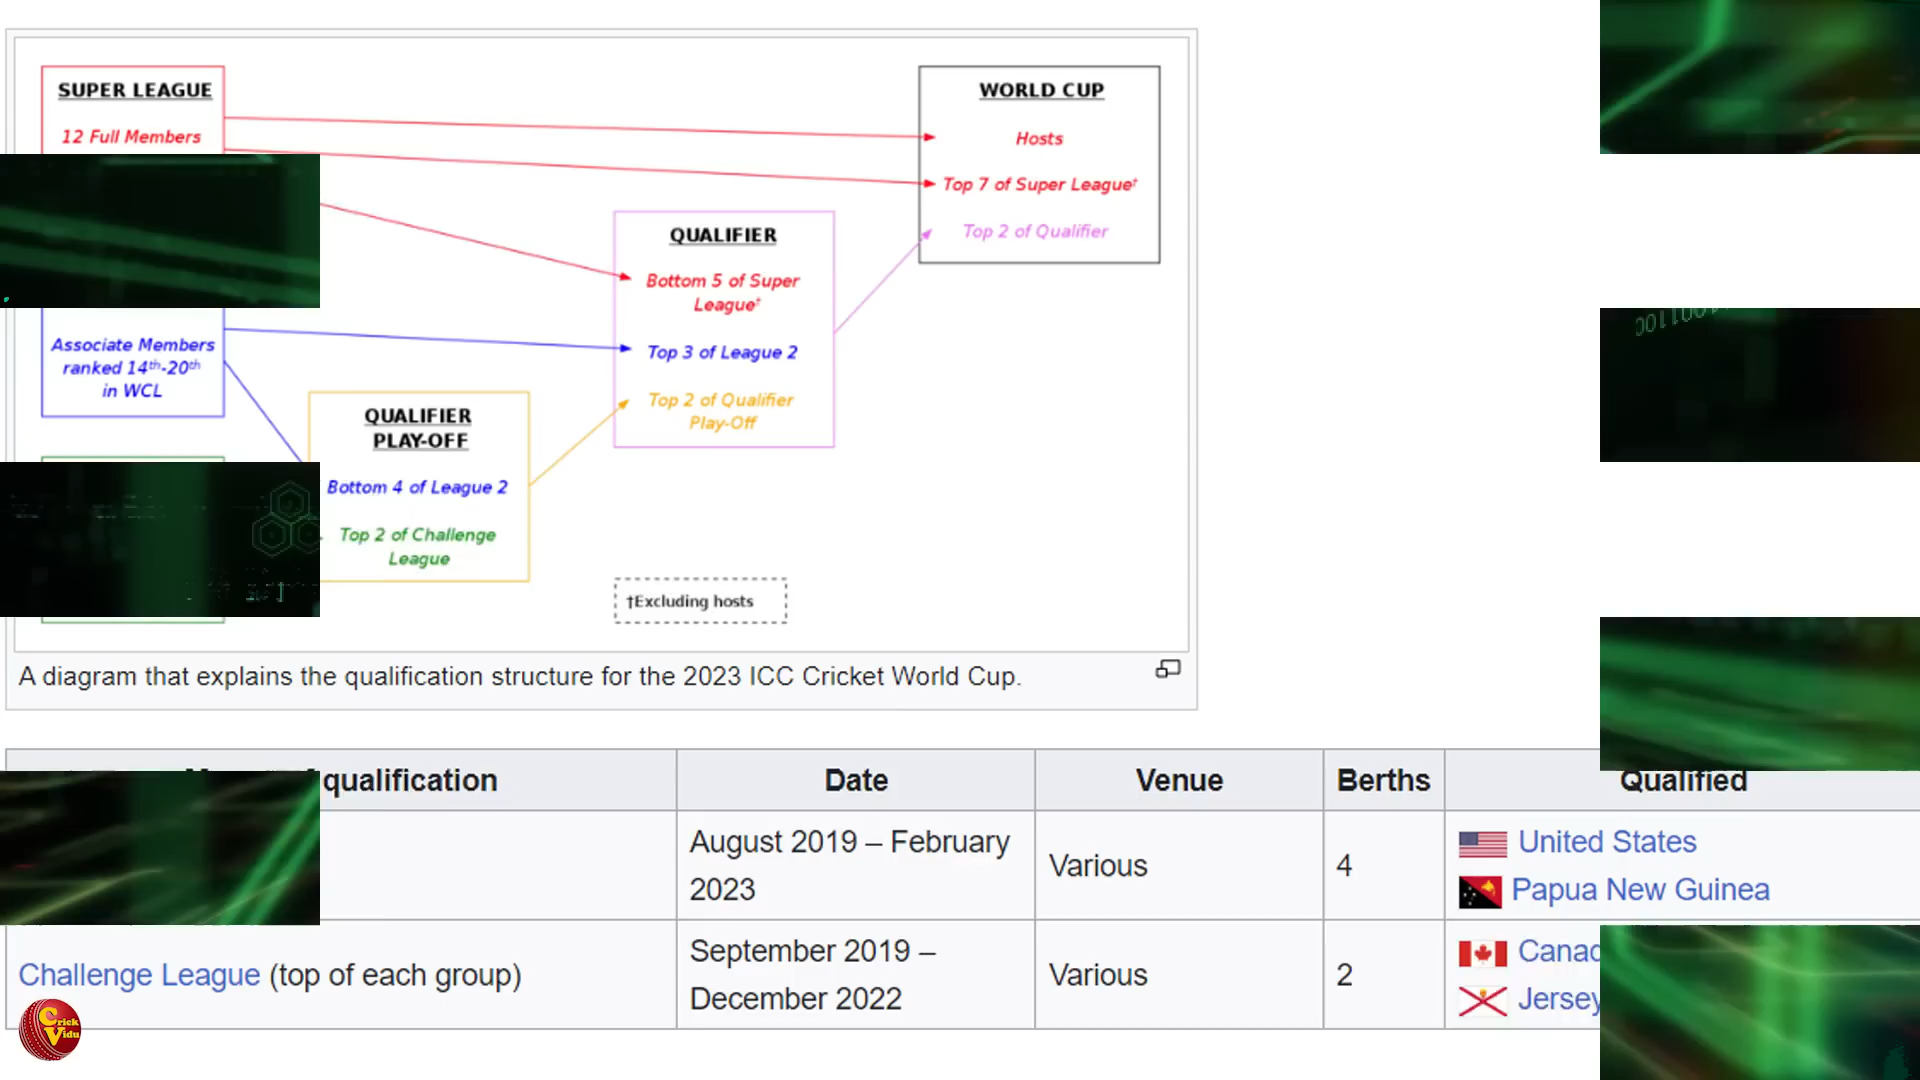 SUPER LEAGUE
12 Full Members
WORLD CUP
Hosts
Top 7 of Super League†
Top 2 of Qualifier
QUALIFIER
Bottom 5 of Super
League†
Top 3 of League 2
Top 2 of Qualifier
Play-Off
Associate Members
ranked 14th-20th
in WCL
QUALIFIER
PLAY-OFF
Bottom 4 of League 2
Top 2 of Challenge
League
†Excluding hosts
A diagram that explains the qualification structure for the 2023 ICC Cricket World Cup.
qualification Date Venue Berths Qualified
August 2019 – February
2023
Various
4
United States
Papua New Guinea
Challenge League (top of each group)
September 2019 –
December 2022
Various
2
Jersey
Crick
Vidu